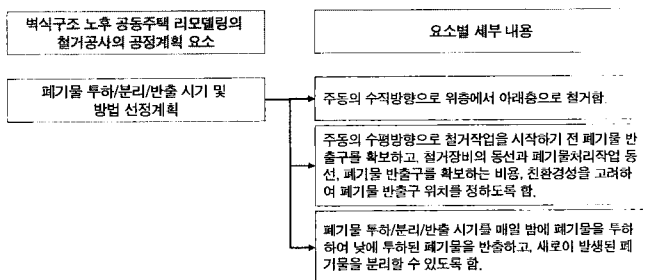 벽식구조 노후 공동주택 리모델링의
철거공사의 공정계획 요소
요소별 세부 내용
폐기물 투하/분리/반출 시기 및
방법 선정계획
주동의 수직방향으로 위층에서 아래층으로 철거함.
주동의 수평방향으로 철거작업을 시작하기 전 폐기물 반
출구를 확보하고, 철거장비의 동선과 폐기물처리작업 동
선, 폐기물 반출구를 확보하는 비용, 친환경성을 고려하
여 폐기물 반출구 위치를 정하도록 함.
폐기물 투하/분리/반출 시기를 매일 밤에 폐기물을 투하
하여 낮에 투하된 폐기물을 반출하고, 새로이 발생된 폐
기물을 분리할 수 있도록 함.